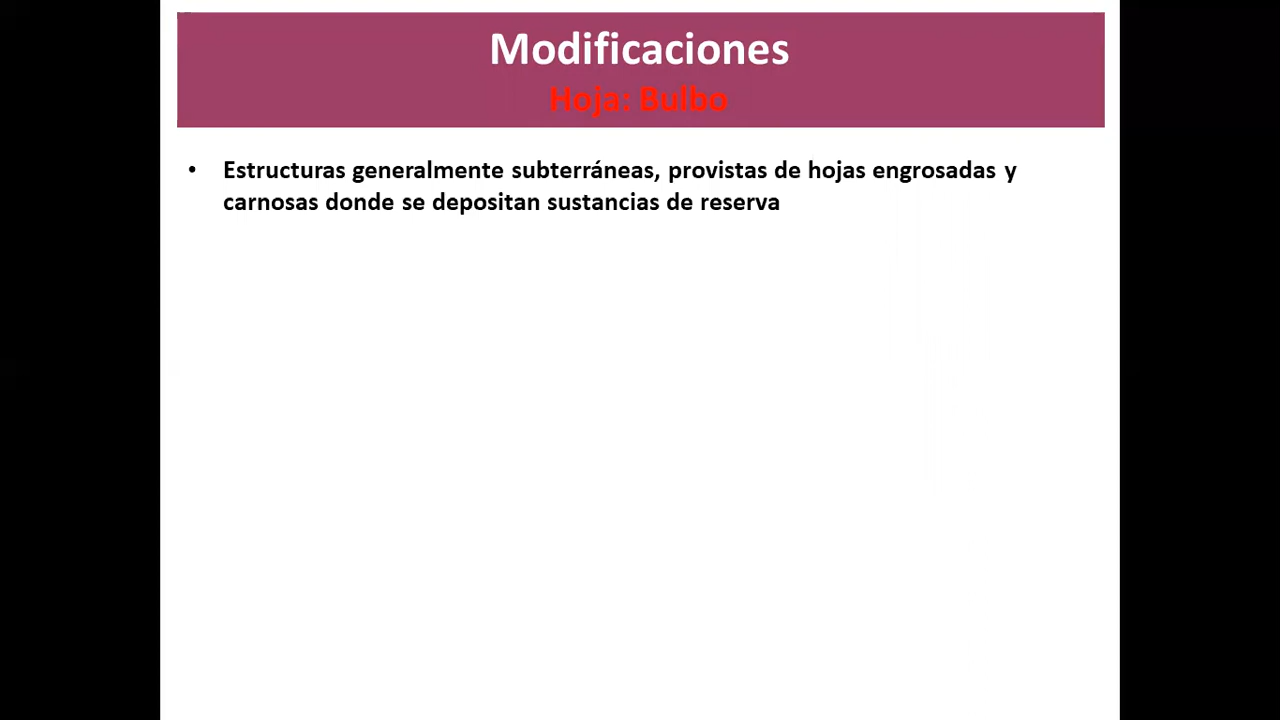 Modificaciones
Hoja: Bulbo
• Estructuras generalmente subterráneas, provistas de hojas engrosadas y
carnosas donde se depositan sustancias de reserva